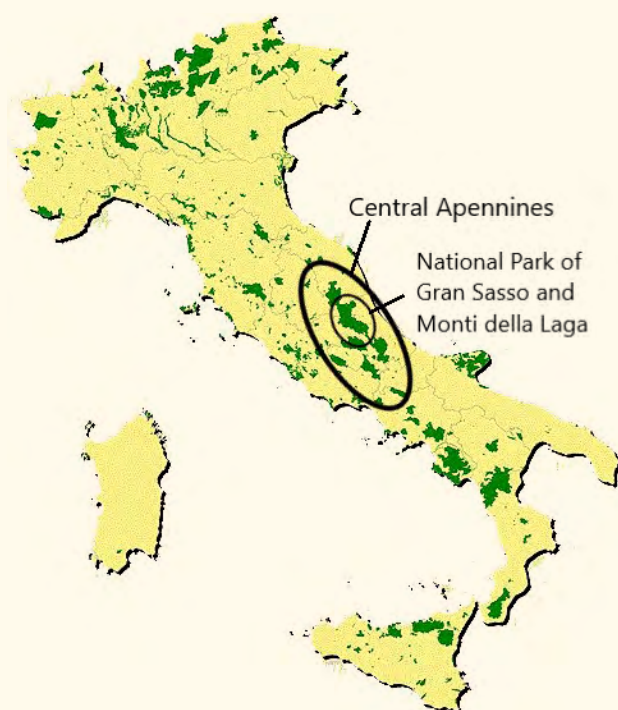 Central Apennines
National Park of
Gran Sasso and
Monti della Laga